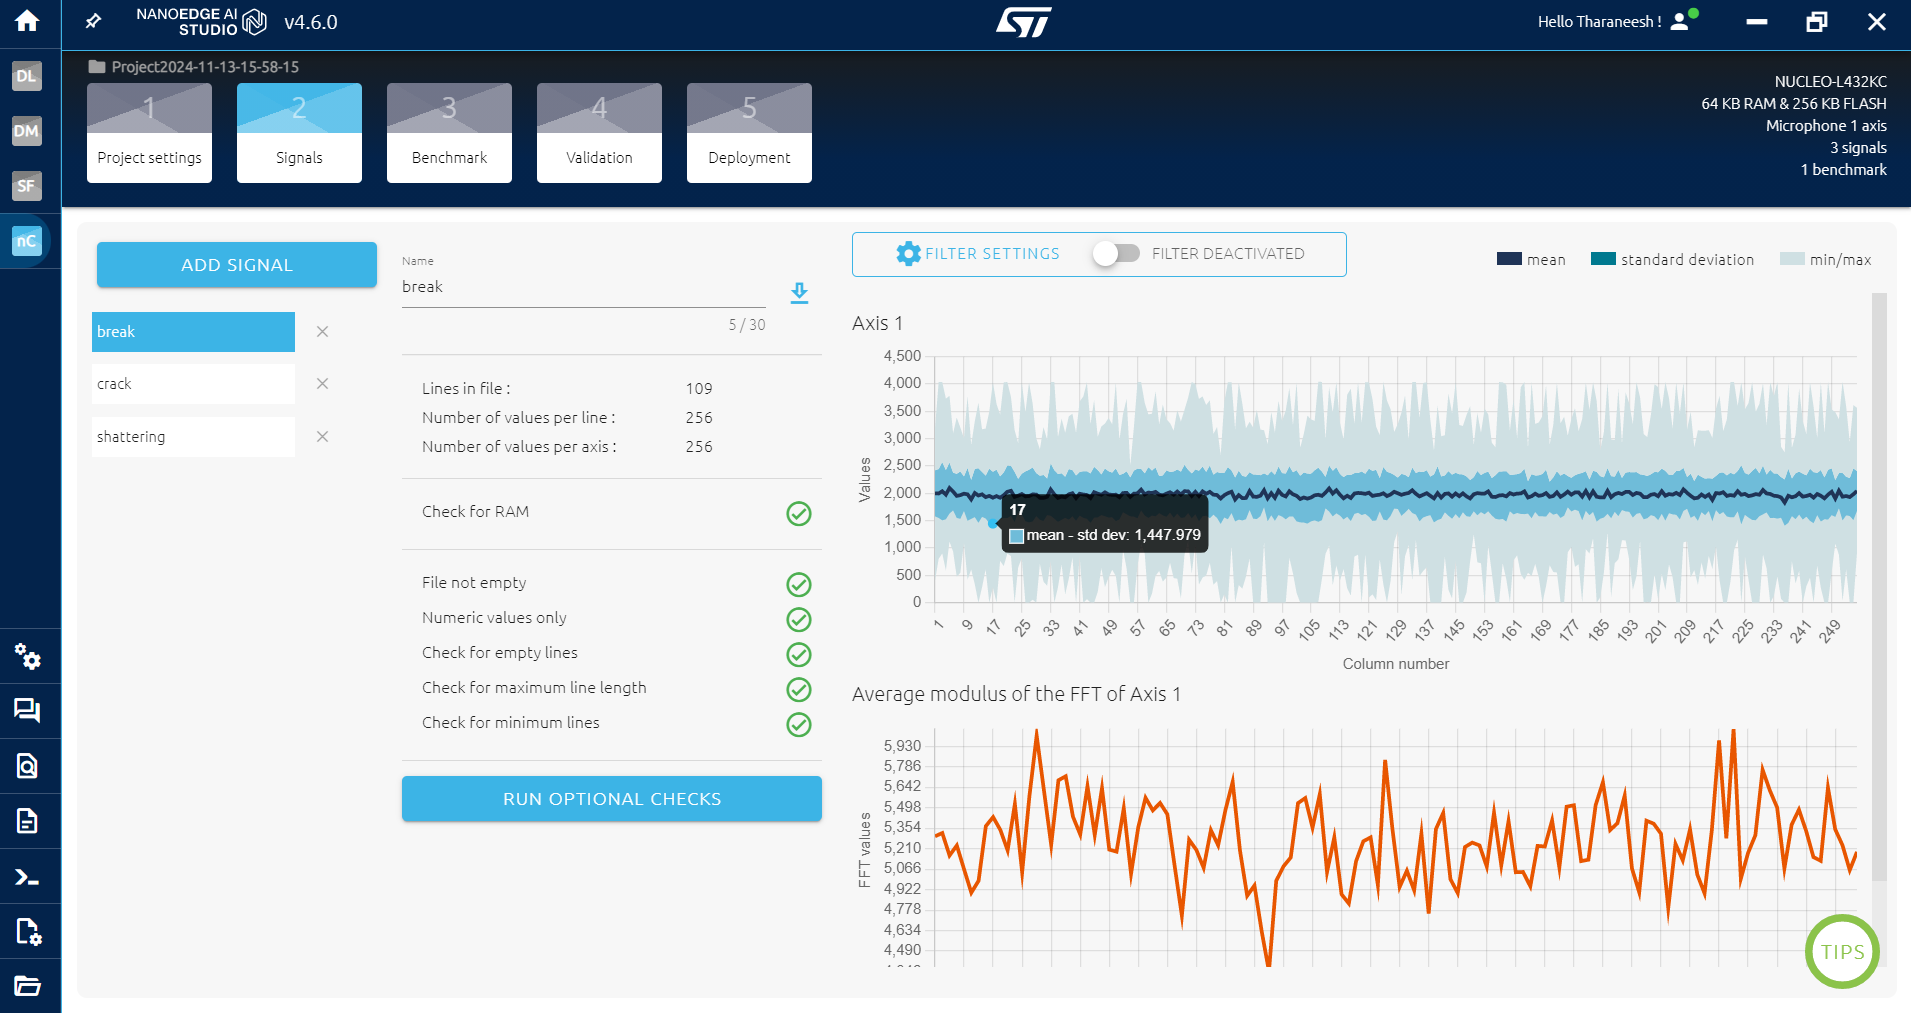 NANOEDGE AI
STUDIO
v4.6.0
Hello Tharaneesh !
DL
DM
SF
nC
Project2024-11-13-15-58-15
1
Project settings
2
Signals
3
Benchmark
4
Validation
5
Deployment
NUCLEO-L432KC
64 KB RAM & 256 KB FLASH
Microphone 1 axis
3 signals
1 benchmark
ADD SIGNAL
break
crack
shattering
Name
break
5 / 30
Lines in file : 109
Number of values per line : 256
Number of values per axis : 256
Check for RAM
File not empty
Numeric values only
Check for empty lines
Check for maximum line length
Check for minimum lines
RUN OPTIONAL CHECKS
FILTER SETTINGS
FILTER DEACTIVATED
mean
standard deviation
min/max
Axis 1
4,500
4,000
3,500
3,000
2,500
2,000
1,500
1,000
500
0
Values
17
mean - std dev: 1,447.979
1 9 17 25 33 41 49 57 65 73 81 89 97 105 113 121 129 137 145 153 161 169 177 185 193 201 209 217 225 233 241 249
Column number
Average modulus of the FFT of Axis 1
5,930
5,786
5,642
5,498
5,354
5,210
5,066
4,922
4,778
4,634
4,490
FFT values
TIPS